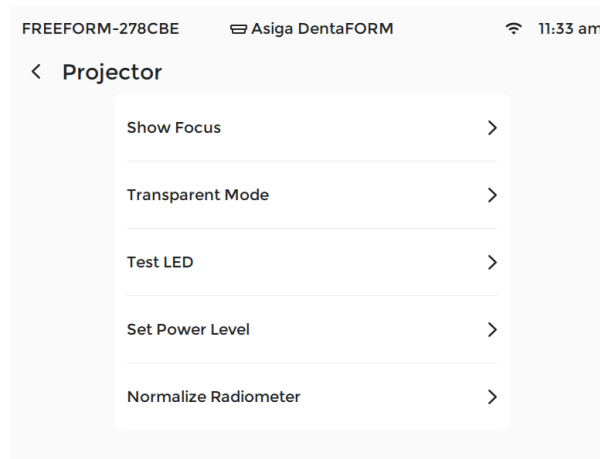 FREEFORM-278CBE Asiga DentaFORM 11:33 am
Projector
Show Focus
Transparent Mode
Test LED
Set Power Level
Normalize Radiometer